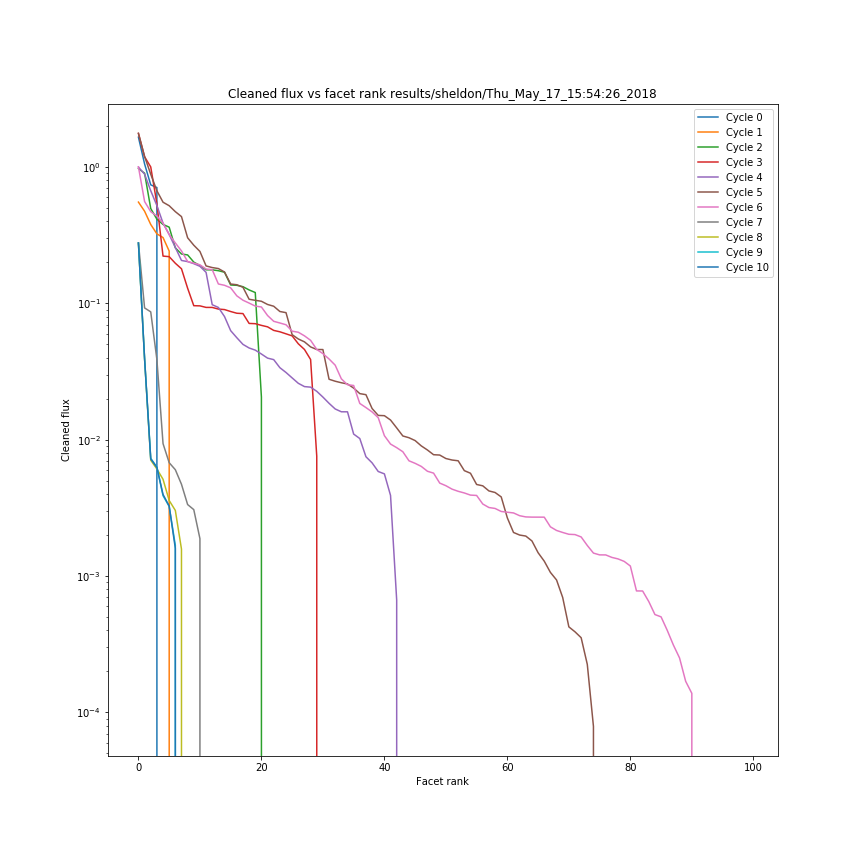 Cleaned flux vs facet rank results/sheldon/Thu_May_17_15:54:26_2018
Cycle 0
Cycle 1
Cycle 2
Cycle 3
Cycle 4
Cycle 5
Cycle 6
Cycle 7
Cycle 8
Cycle 9
Cycle 10
Cleaned flux
10⁰
10⁻¹
10⁻²
10⁻³
10⁻⁴
0 20 40 60 80 100
Facet rank